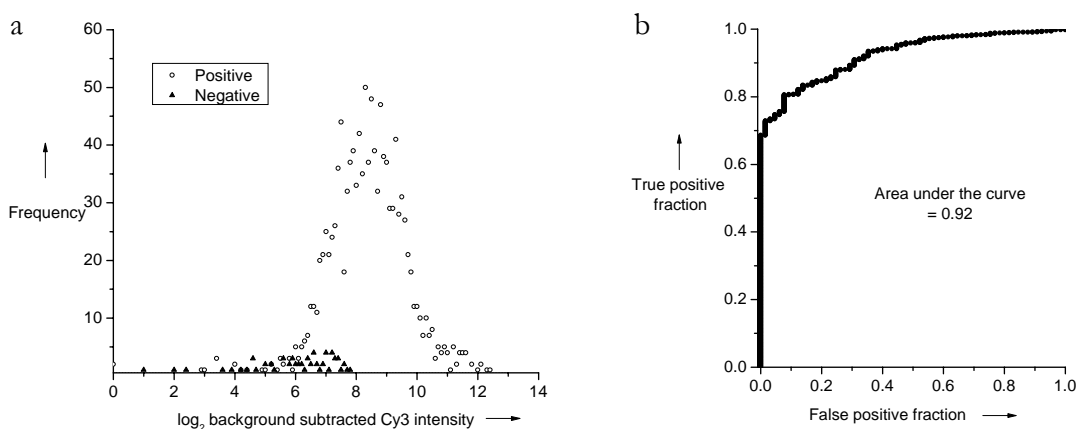 a
60
50
40
30
20
10
Frequency
Positive
Negative
0
2
4
6
8
10
12
14
log₂ background subtracted Cy3 intensity
b
1.0
0.8
0.6
0.4
0.2
0.0
True positive
fraction
Area under the curve
= 0.92
0.0
0.2
0.4
0.6
0.8
1.0
False positive fraction